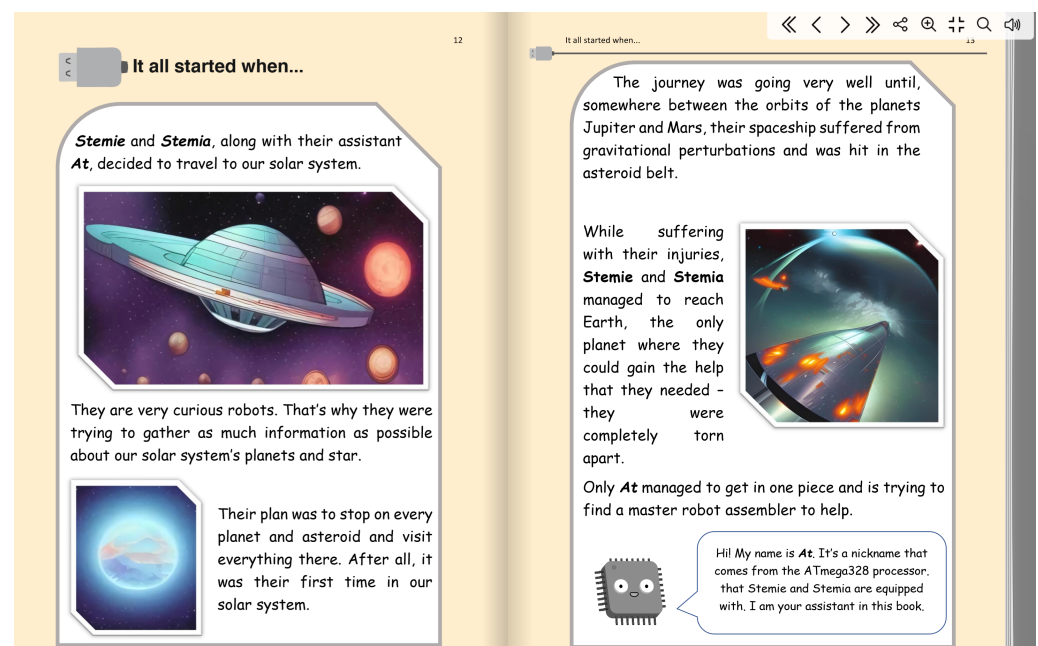 12
It all started when...
Stemie and Stemia, along with their assistant
At, decided to travel to our solar system.
They are very curious robots. That's why they were
trying to gather as much information as possible
about our solar system's planets and star.
Their plan was to stop on every
planet and asteroid and visit
everything there. After all, it
was their first time in our
solar system.
It all started when...
13
The journey was going very well until,
somewhere between the orbits of the planets
Jupiter and Mars, their spaceship suffered from
gravitational perturbations and was hit in the
asteroid belt.
While suffering
with their injuries,
Stemie and Stemia
managed to reach
Earth, the only
planet where they
could gain the help
that they needed –
they were
completely torn
apart.
Only At managed to get in one piece and is trying to
find a master robot assembler to help.
Hi! My name is At. It's a nickname that
comes from the ATmega328 processor.
that Stemie and Stemia are equipped
with. I am your assistant in this book.